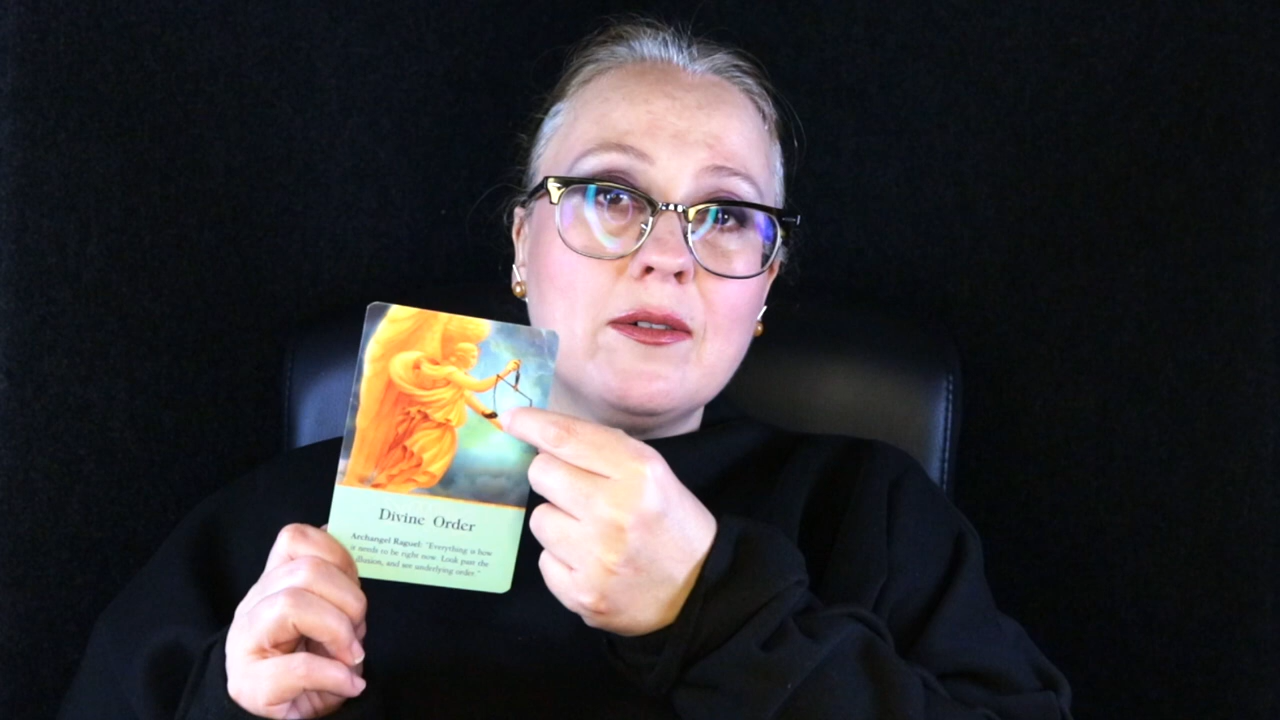 Divine Order
Archangel Raguel: "Everything is how
it needs to be right now. Look past the
illusion, and see underlying order."